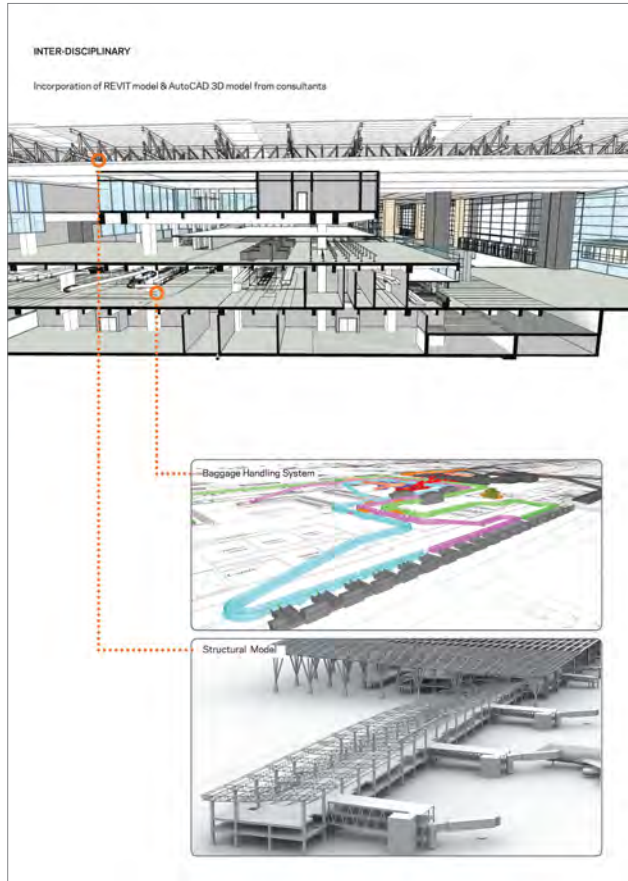 INTER-DISCIPLINARY
Incorporation of REVIT model & AutoCAD 3D model from consultants
Baggage Handling System
Structural Model